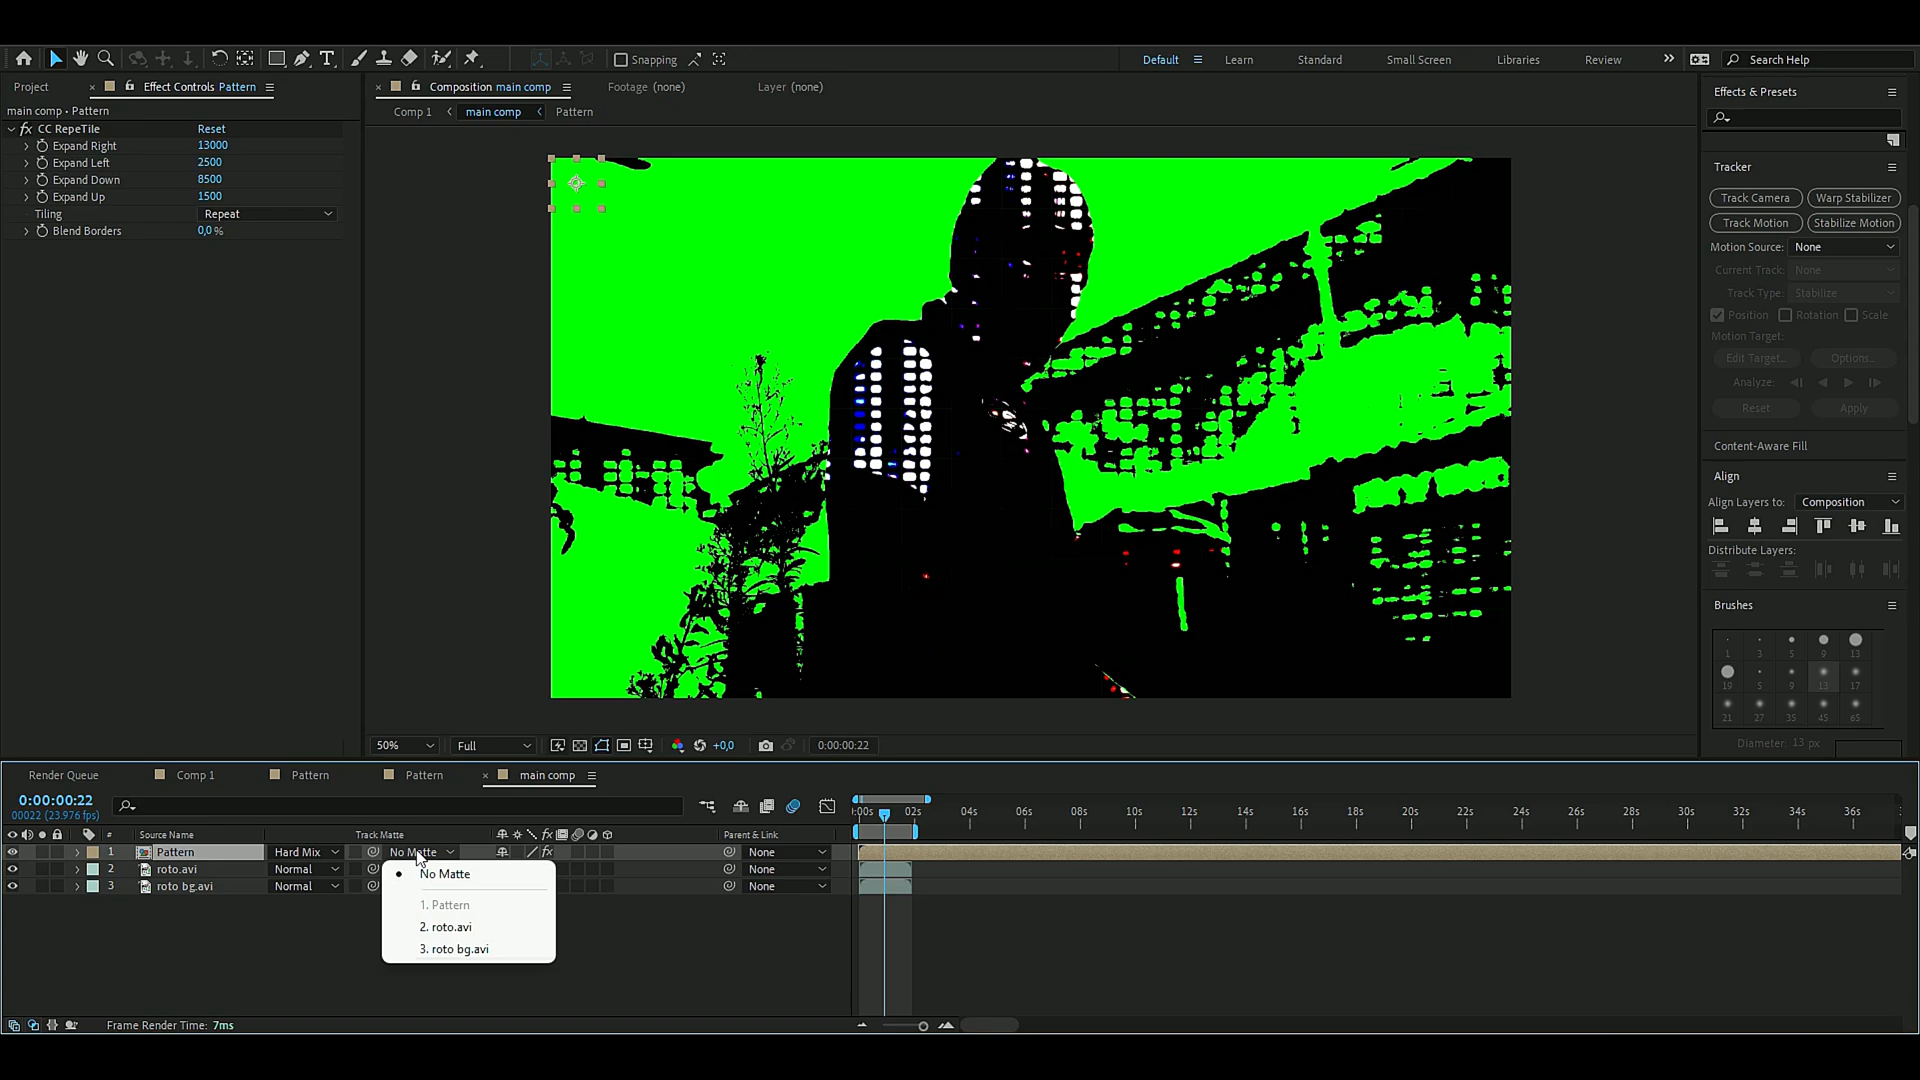 Snapping
Default
Learn
Standard
Small Screen
Libraries
Review
Search Help
Project
Effect Controls Pattern
Composition main comp
Footage (none)
Layer (none)
main comp • Pattern
Comp 1
main comp
Pattern
fx CC RepeTile
Reset
Expand Right
13000
Expand Left
2500
Expand Down
8500
Expand Up
1500
Tiling
Repeat
Blend Borders
0,0 %
Effects & Presets
Tracker
Track Camera
Warp Stabilizer
Track Motion
Stabilize Motion
Motion Source:
None
Current Track:
None
Track Type:
Stabilize
Position
Rotation
Scale
Motion Target:
Edit Target...
Options...
Analyze:
Reset
Apply
Content-Aware Fill
Align
Align Layers to:
Composition
Distribute Layers:
Brushes
1 3 5 9 13
19 5 9 13 17
21 27 35 45 65
Diameter: 13 px
50%
Full
+0,0
0:00:00:22
Render Queue
Comp 1
Pattern
Pattern
main comp
0:00:00:22
00022 (23.976 fps)
# Source Name
Track Matte
fx
Parent & Link
:00s 02s 04s 06s 08s 10s 12s 14s 16s 18s 20s 22s 24s 26s 28s 30s 32s 34s 36s
1 Pattern Hard Mix No Matte fx None
2 roto.avi Normal None
3 roto bg.avi Normal None
No Matte
1. Pattern
2. roto.avi
3. roto bg.avi
Frame Render Time: 7ms